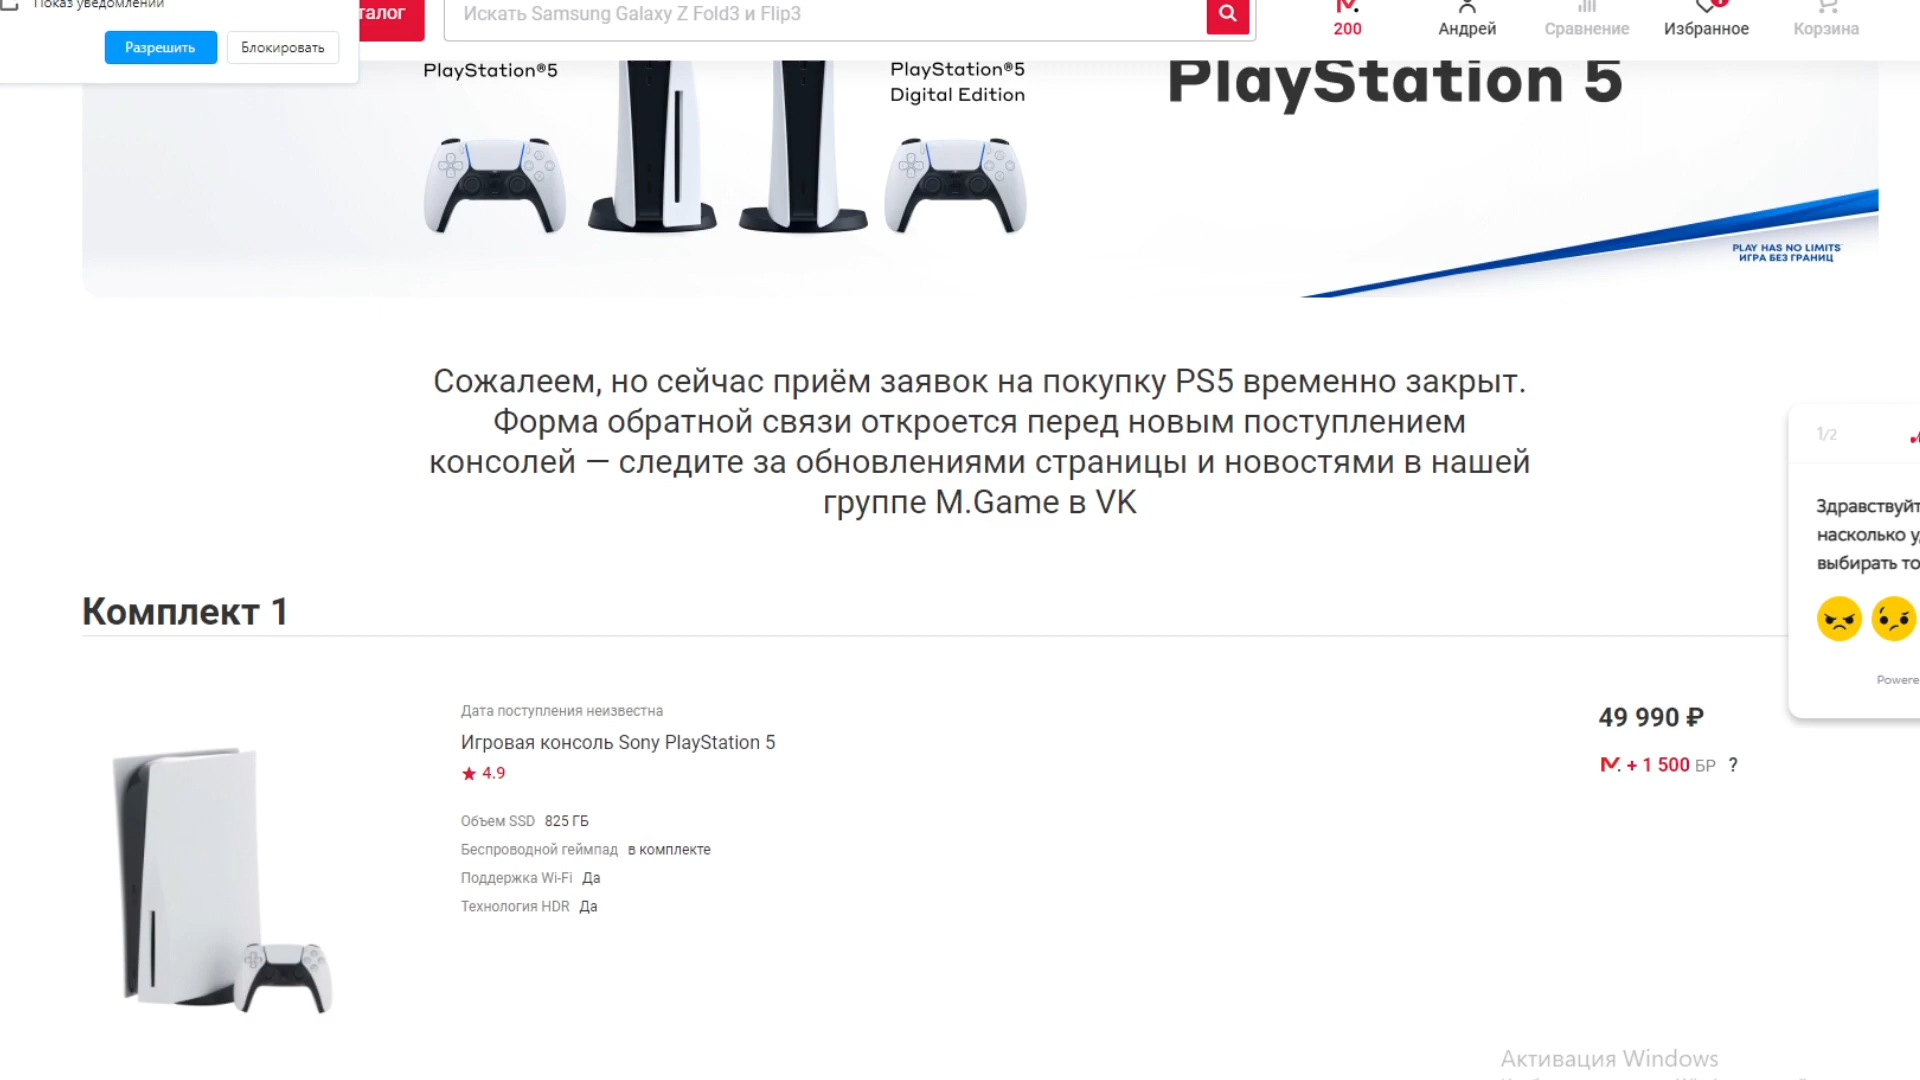 Показ уведомлений
Разрешить
Блокировать
талог
Искать Samsung Galaxy Z Fold3 и Flip3
200
Андрей
Сравнение
Избранное
Корзина
PlayStation®5
PlayStation®5
Digital Edition
PlayStation 5
PLAY HAS NO LIMITS
ИГРА БЕЗ ГРАНИЦ
Сожалеем, но сейчас приём заявок на покупку PS5 временно закрыт.
Форма обратной связи откроется перед новым поступлением
консолей — следите за обновлениями страницы и новостями в нашей
группе M.Game в VK
1/2
Здравствуйт
насколько у
выбирать то
Powere
Комплект 1
Дата поступления неизвестна
Игровая консоль Sony PlayStation 5
4.9
Объем SSD 825 ГБ
Беспроводной геймпад в комплекте
Поддержка Wi-Fi Да
Технология HDR Да
49 990 ₽
М. + 1 500 БР ?
Активация Windows